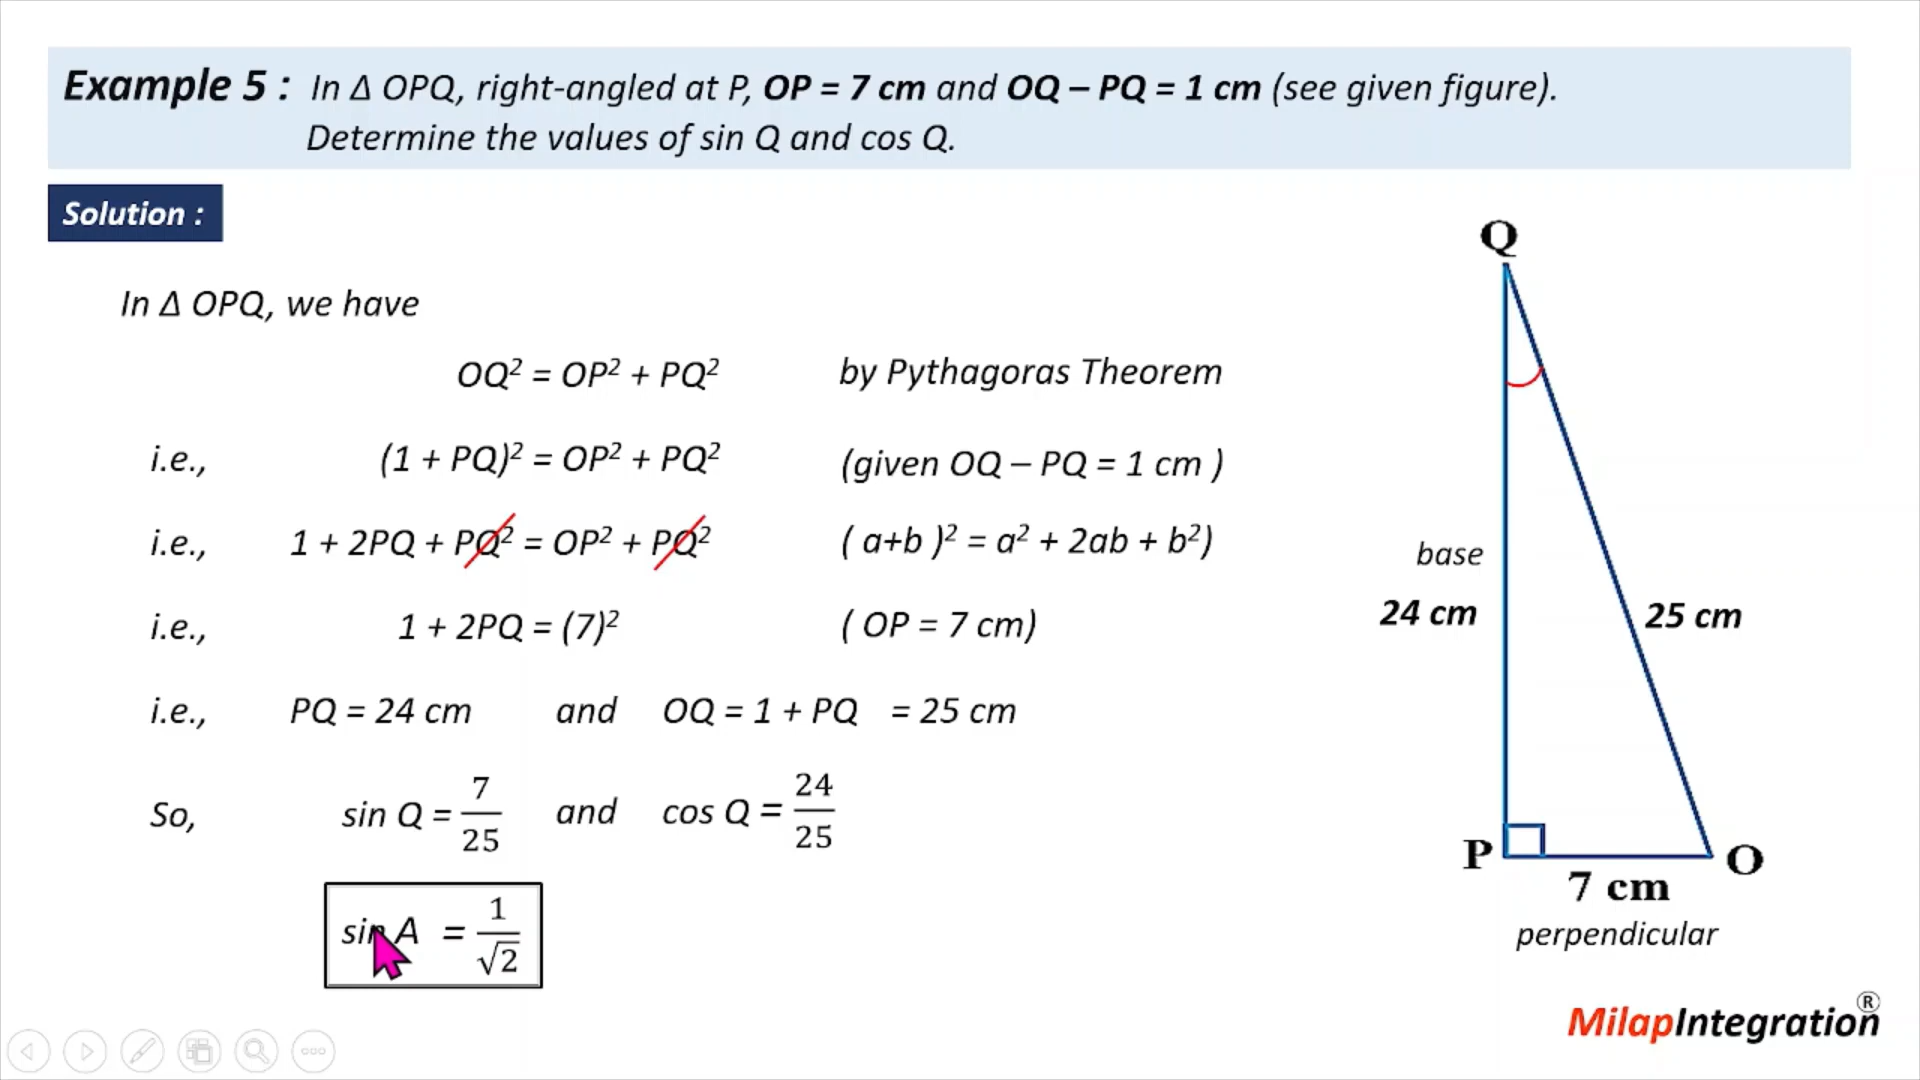 Example 5 : In Δ OPQ, right-angled at P, OP = 7 cm and OQ – PQ = 1 cm (see given figure).
Determine the values of sin Q and cos Q.
Solution :
In Δ OPQ, we have
OQ² = OP² + PQ² by Pythagoras Theorem
i.e., (1 + PQ)² = OP² + PQ² (given OQ – PQ = 1 cm )
i.e., 1 + 2PQ + PQ² = OP² + PQ² ( a+b )² = a² + 2ab + b²)
i.e., 1 + 2PQ = (7)² ( OP = 7 cm)
i.e., PQ = 24 cm and OQ = 1 + PQ = 25 cm
So, sin Q = 7/25 and cos Q = 24/25
sin A = 1/√2
Q
base
24 cm
25 cm
P
O
7 cm
perpendicular
MilapIntegration®